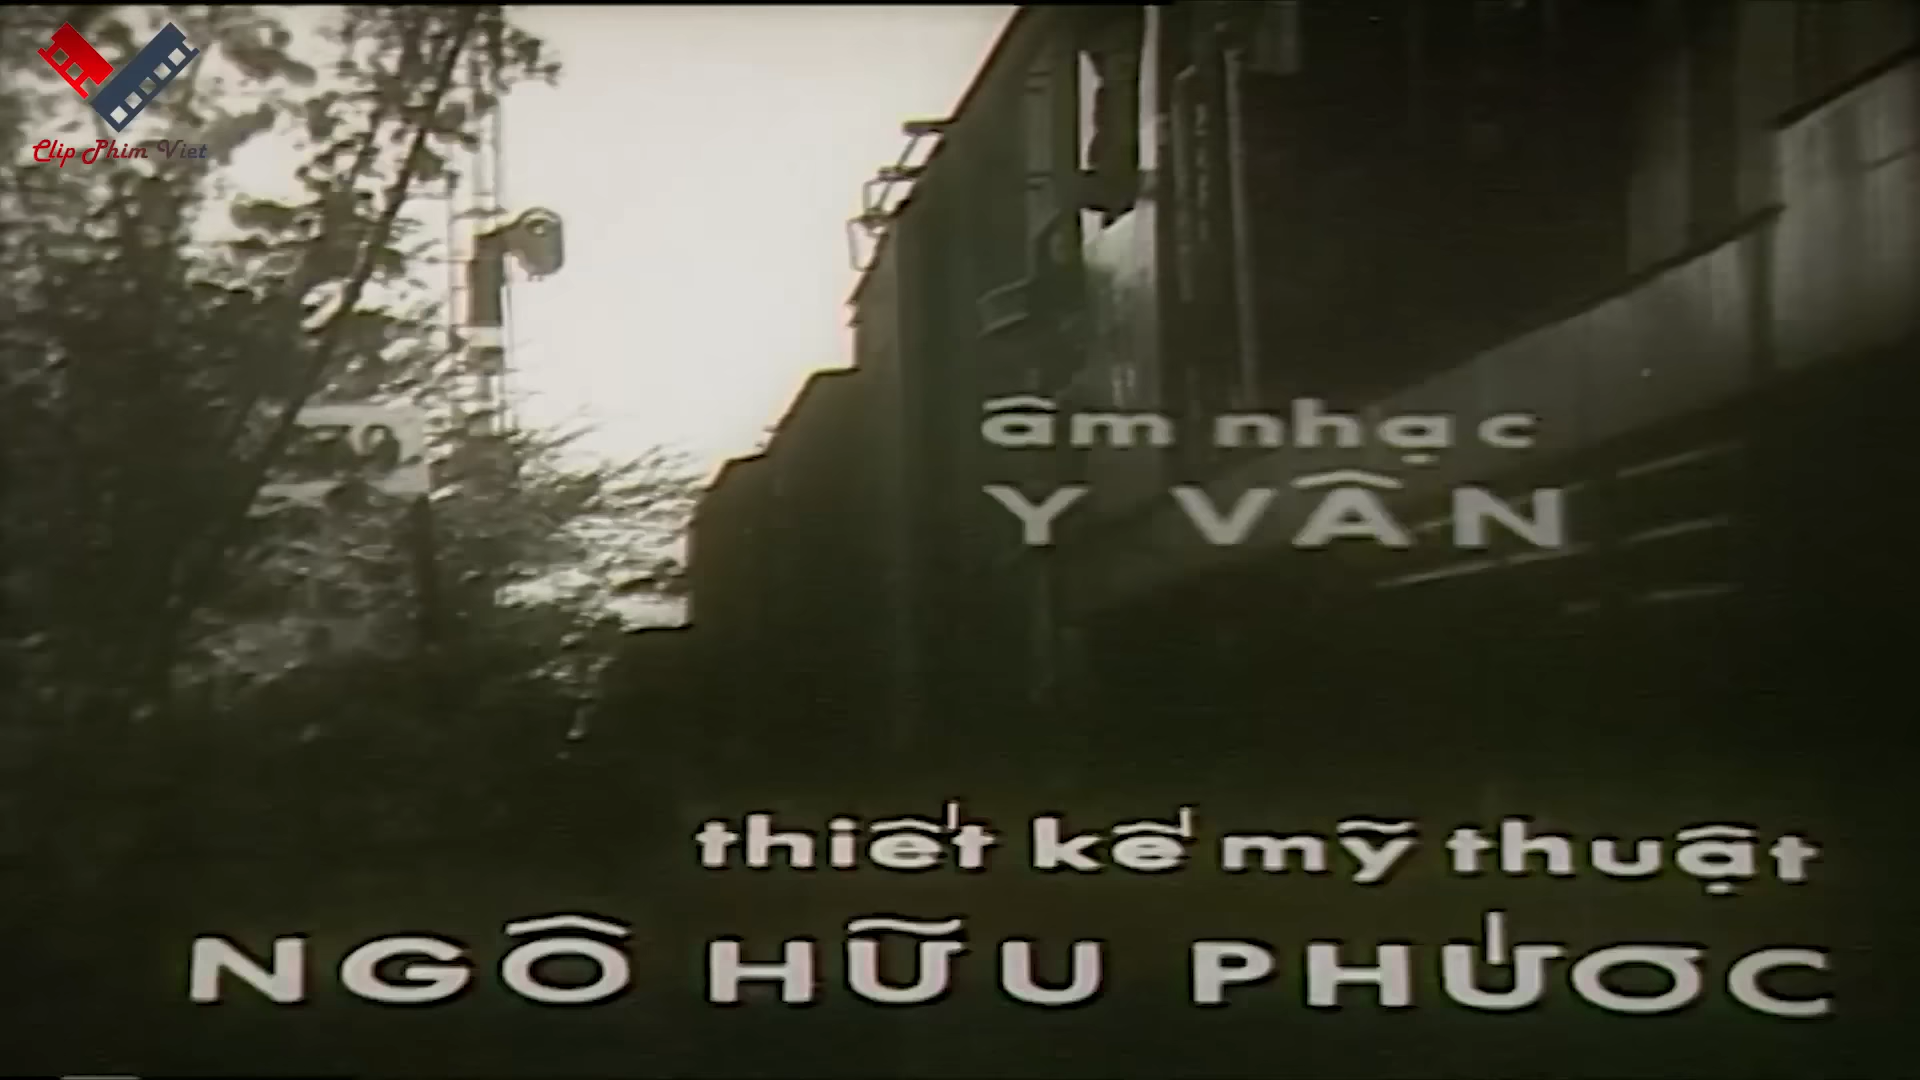 Clip Phim Viet
âm nhạc
Y VÂN
thiết kế mỹ thuật
NGÔ HỮU PHƯỚC